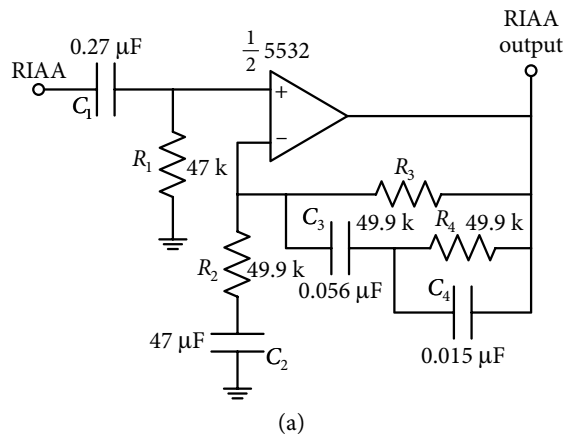 RIAA
output
0.27 µF
1/2 5532
RIAA
C1
+
−
R1
47 k
R3
C3
49.9 k
R4
49.9 k
R2
49.9 k
0.056 µF
C4
47 µF
C2
0.015 µF
(a)